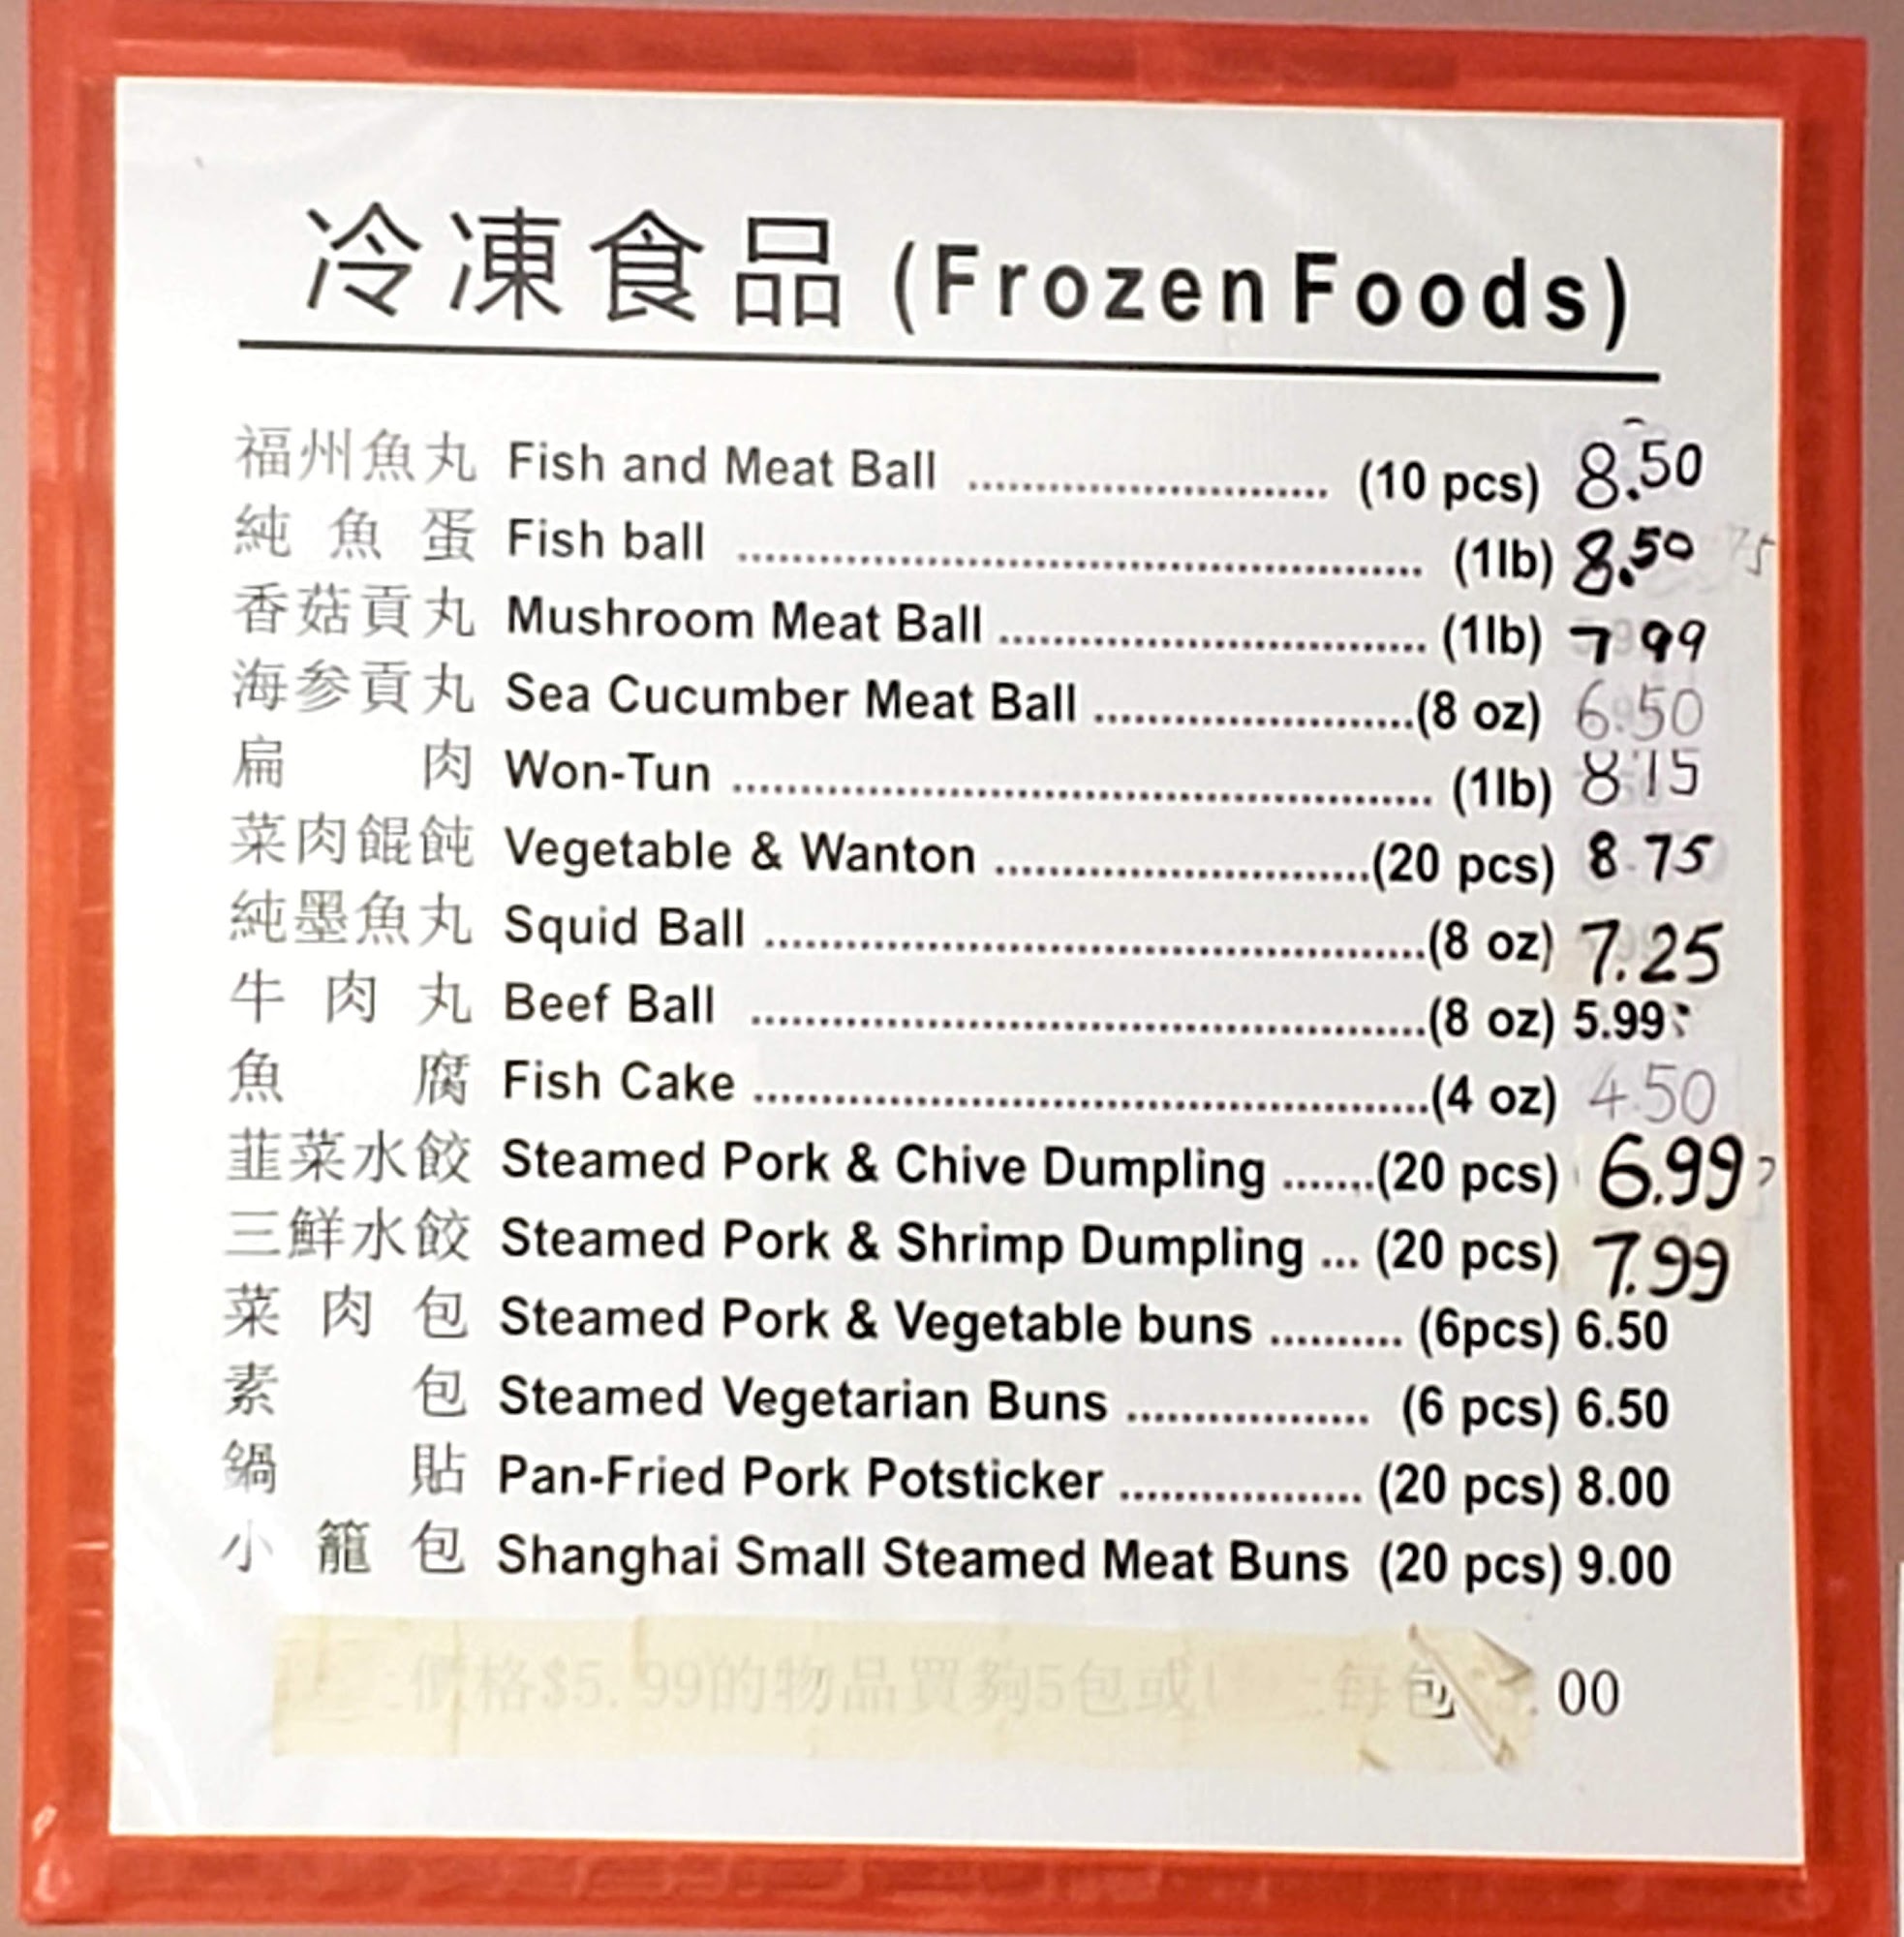 冷凍食品 (Frozen Foods)
福州魚丸 Fish and Meat Ball ........................... (10 pcs) 8.50
純魚蛋 Fish ball ................................................... (1lb) 8.50
香菇貢丸 Mushroom Meat Ball ................................ (1lb) 7 99
海参貢丸 Sea Cucumber Meat Ball ........................(8 oz) 6.50
扁肉 Won-Tun .................................................... (1lb)
菜肉餛飩 Vegetable & Wanton ............................(20 pcs) 8.75
純墨魚丸 Squid Ball .................................................(8 oz) 7.25
牛肉丸 Beef Ball ..................................................(8 oz) 5.99
魚腐 Fish Cake ..................................................(4 oz) 4.50
韮菜水餃 Steamed Pork & Chive Dumpling .......(20 pcs) 6.99
三鮮水餃 Steamed Pork & Shrimp Dumpling ... (20 pcs) 7.99
菜肉包 Steamed Pork & Vegetable buns .......... (6pcs) 6.50
素包 Steamed Vegetarian Buns .................. (6 pcs) 6.50
鍋貼 Pan-Fried Pork Potsticker .................. (20 pcs) 8.00
小籠包 Shanghai Small Steamed Meat Buns (20 pcs) 9.00
價格$5.99的物品買夠5包或 每包 .00